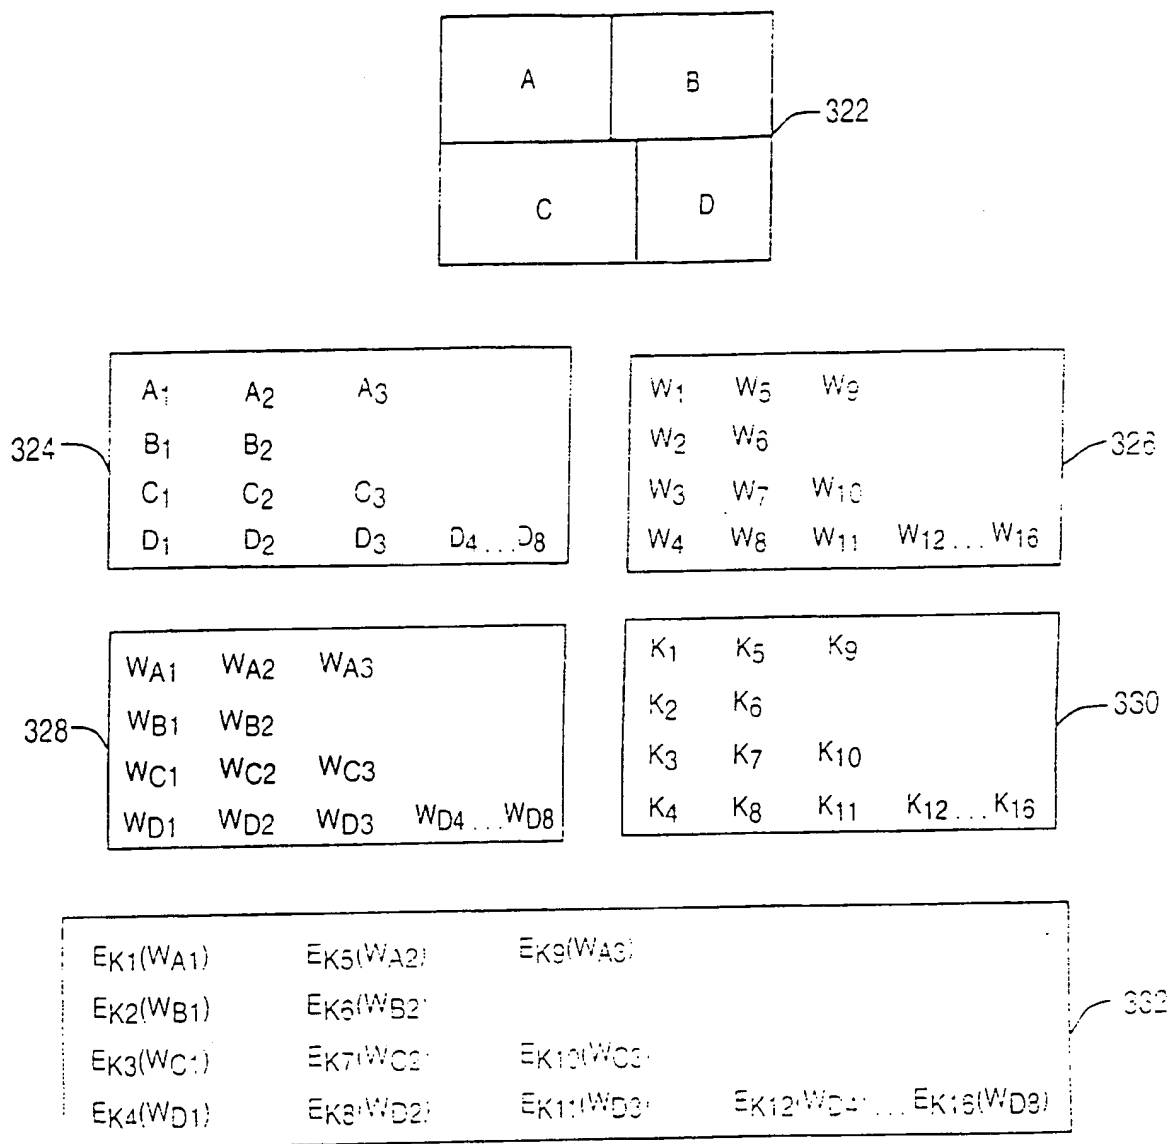 A B
322
C D
A1 A2 A3
B1 B2
324
C1 C2 C3
D1 D2 D3 D4...D8
W1 W5 W9
W2 W6
326
W3 W7 W10
W4 W8 W11 W12...W16
WA1 WA2 WA3
WB1 WB2
328
WC1 WC2 WC3
WD1 WD2 WD3 WD4...WD8
K1 K5 K9
K2 K6
330
K3 K7 K10
K4 K8 K11 K12...K16
EK1(WA1) EK5(WA2) EK9(WA3)
EK2(WB1) EK6(WB2)
332
EK3(WC1) EK7(WC2) EK10(WC3)
EK4(WD1) EK8(WD2) EK11(WD3) EK12(WD4)...EK16(WD8)